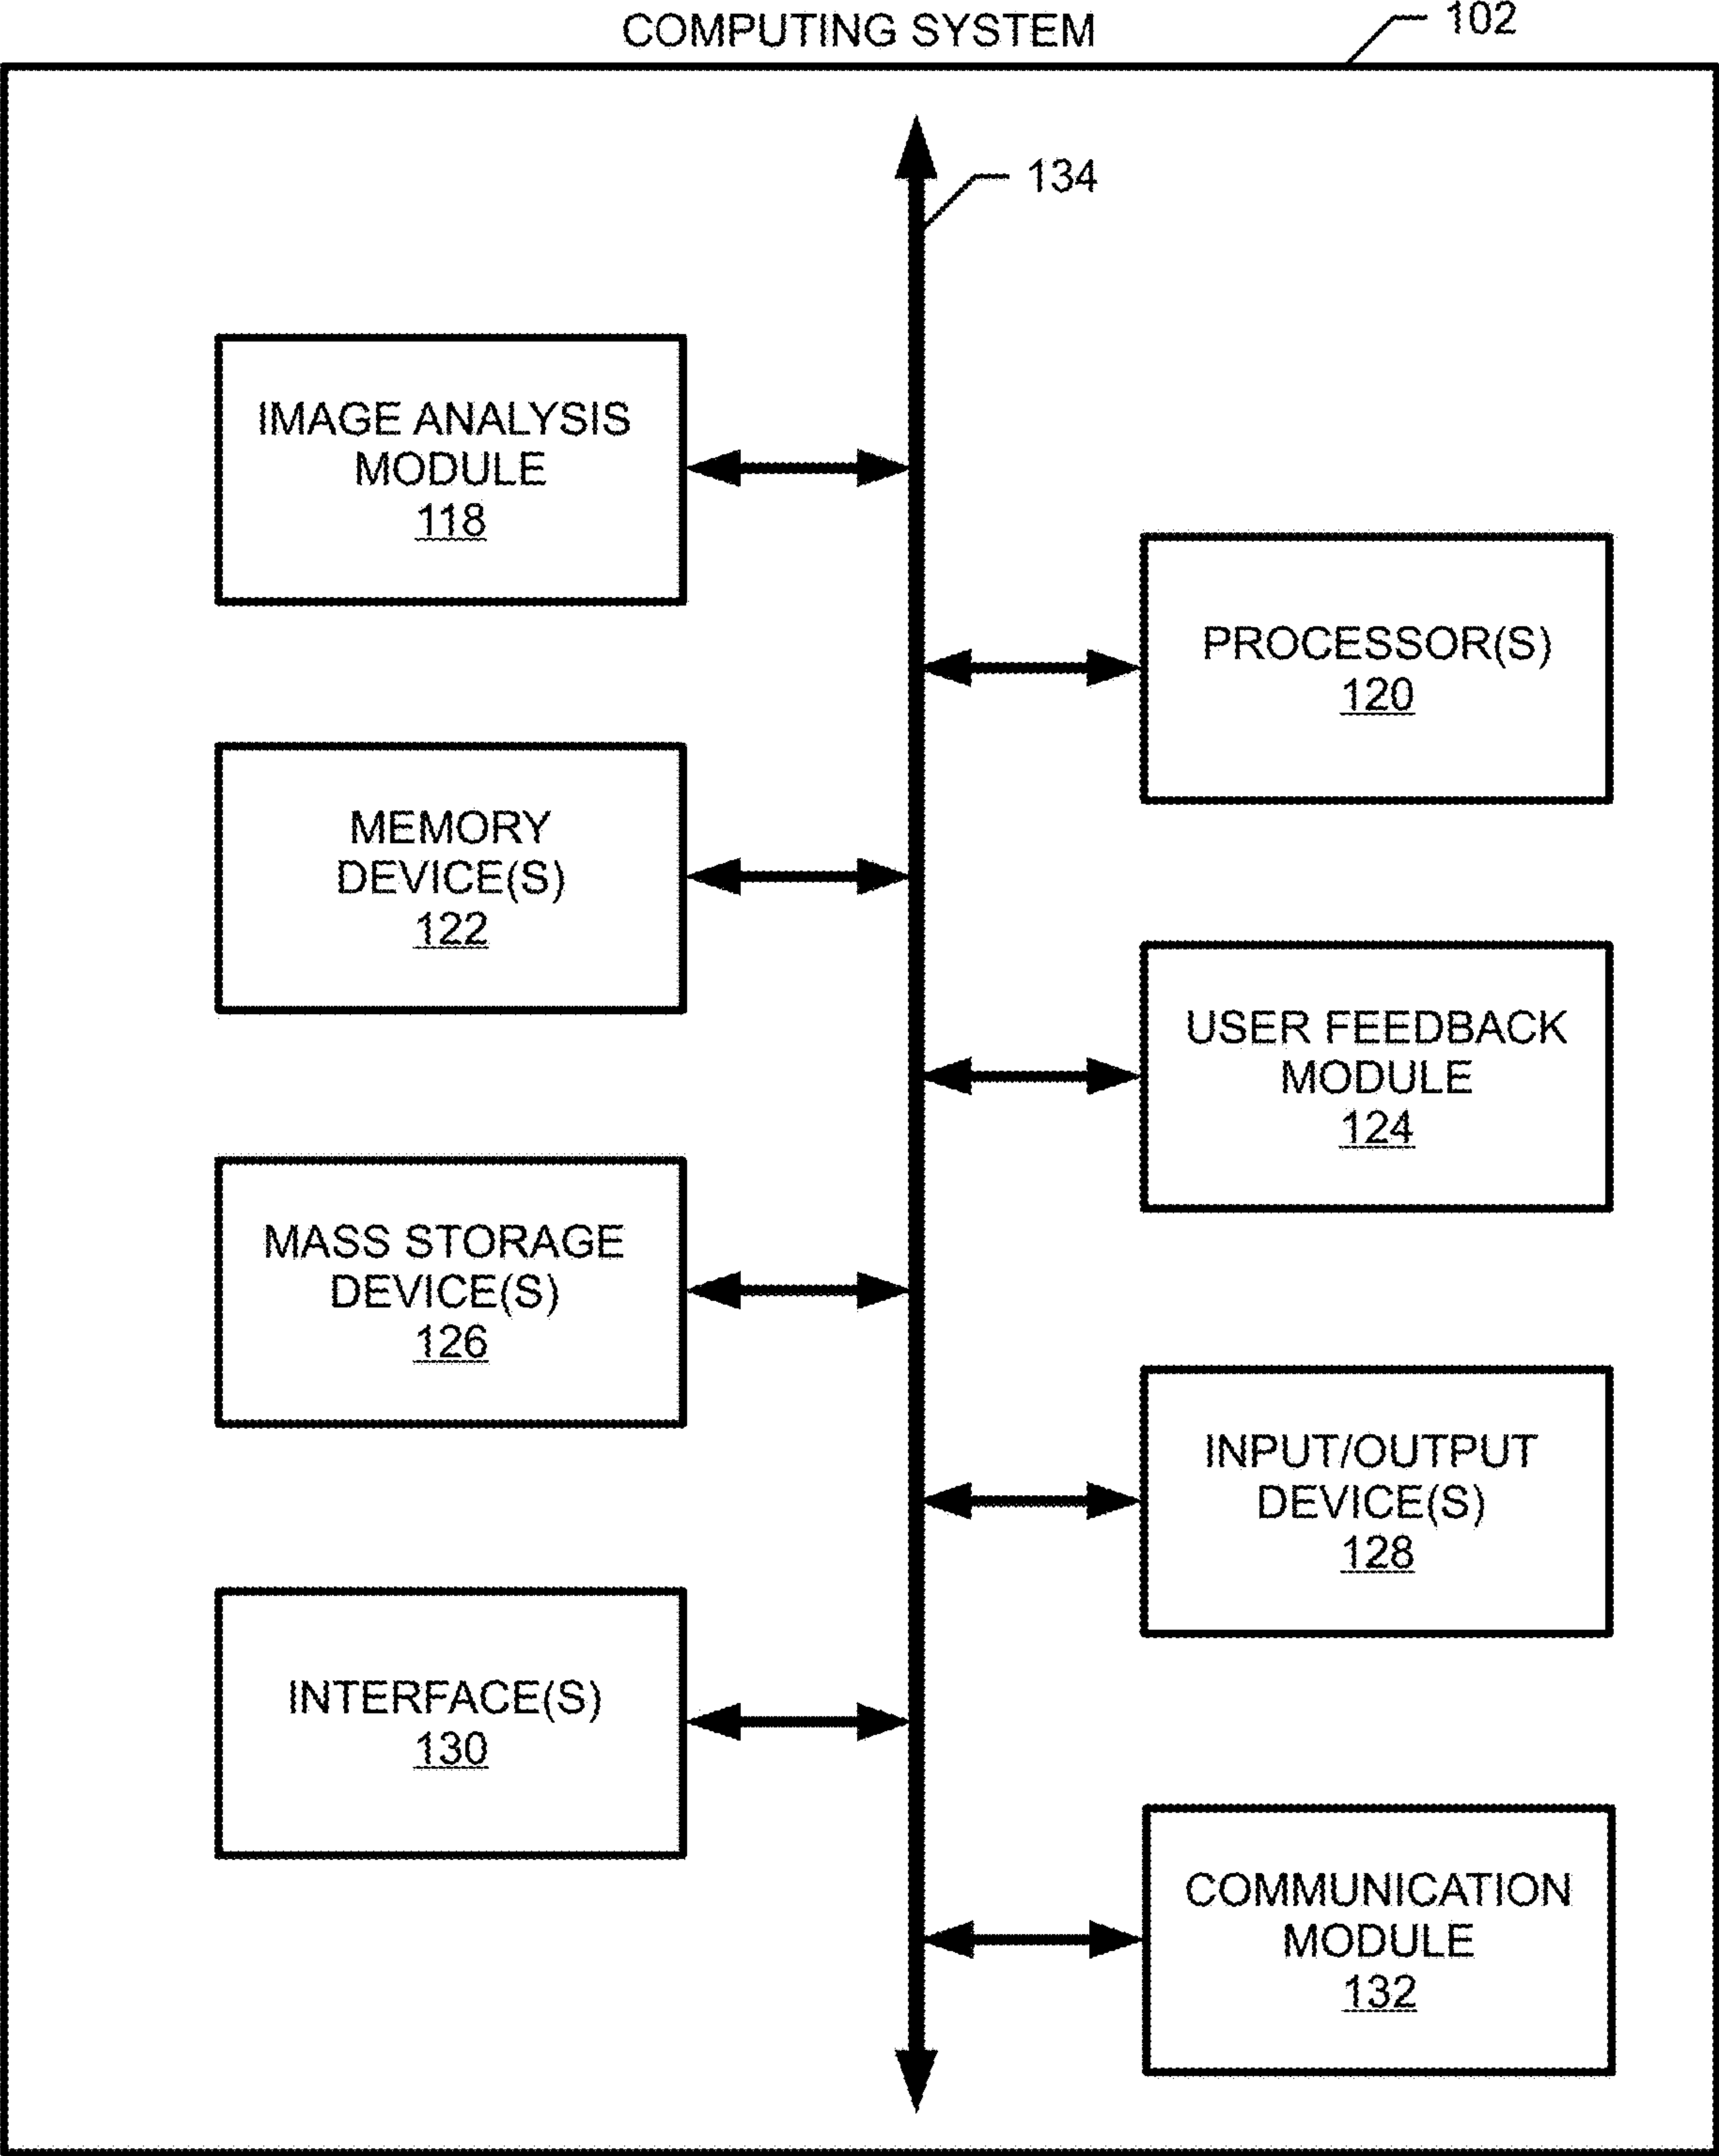 COMPUTING SYSTEM
102
134
IMAGE ANALYSIS
MODULE
118
PROCESSOR(S)
120
MEMORY
DEVICE(S)
122
USER FEEDBACK
MODULE
124
MASS STORAGE
DEVICE(S)
126
INPUT/OUTPUT
DEVICE(S)
128
INTERFACE(S)
130
COMMUNICATION
MODULE
132